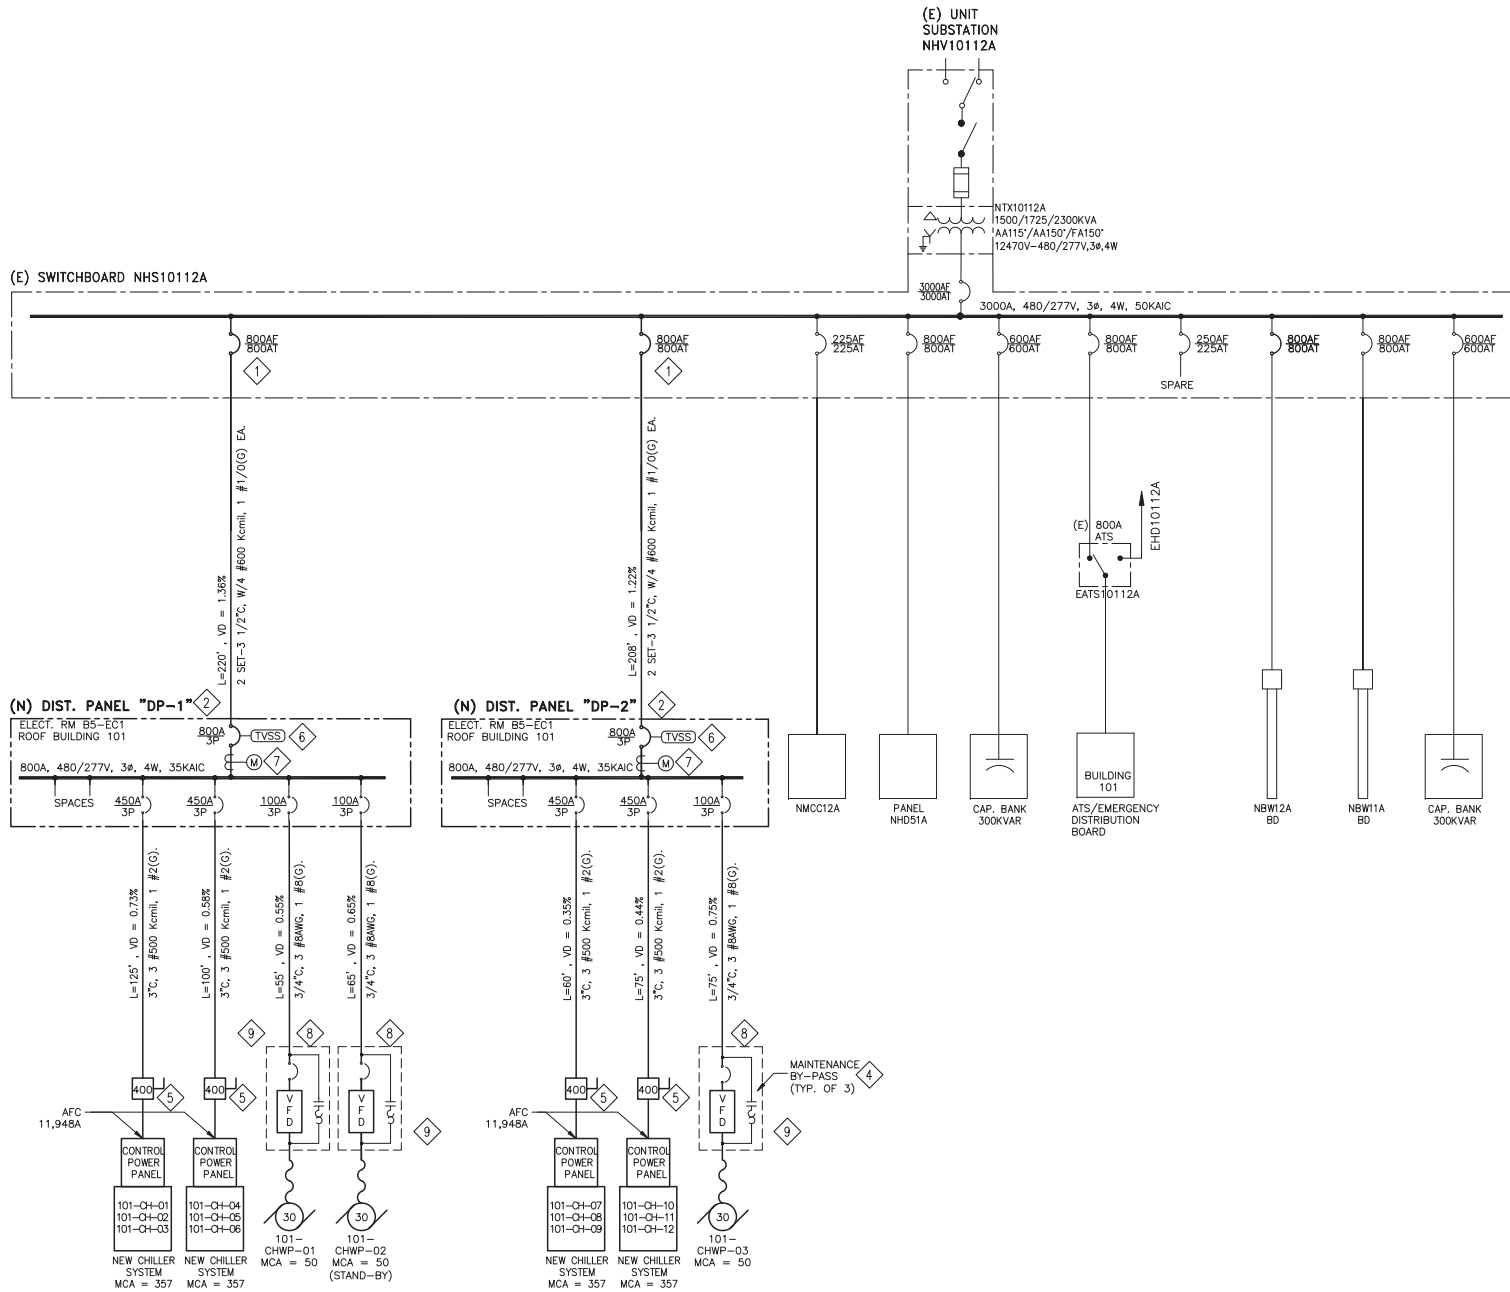 (E) UNIT
SUBSTATION
NHV10112A
NTX10112A
1500/1725/2300KVA
AA115°/AA150°/FA150°
12470V-480/277V,3ø,4W
(E) SWITCHBOARD NHS10112A
3000AF
3000AT
3000A, 480/277V, 3ø, 4W, 50KAIC
800AF
800AT
1
800AF
800AT
1
225AF
225AT
800AF
800AT
600AF
600AT
800AF
800AT
250AF
225AT
SPARE
800AF
800AT
800AF
800AT
600AF
600AT
L=220' , VD = 1.36%
2 SET-3 1/2"C, W/4 #600 Kcmil, 1 #1/0(G) EA.
L=208' , VD = 1.22%
2 SET-3 1/2"C, W/4 #600 Kcmil, 1 #1/0(G) EA.
(E) 800A
ATS
EHD10112A
EATS10112A
(N) DIST. PANEL "DP-1"
2
ELECT. RM B5-EC1
ROOF BUILDING 101
800A
3P
TVSS
6
M
7
800A, 480/277V, 3ø, 4W, 35KAIC
SPACES
450A
3P
450A
3P
100A
3P
100A
3P
(N) DIST. PANEL "DP-2"
2
ELECT. RM B5-EC1
ROOF BUILDING 101
800A
3P
TVSS
6
M
7
800A, 480/277V, 3ø, 4W, 35KAIC
SPACES
450A
3P
450A
3P
100A
3P
NMCC12A
PANEL
NHD51A
CAP. BANK
300KVAR
BUILDING
101
ATS/EMERGENCY
DISTRIBUTION
BOARD
NBW12A
BD
NBW11A
BD
CAP. BANK
300KVAR
L=125' , VD = 0.73%
3"C, 3 #500 Kcmil, 1 #2(G).
L=100' , VD = 0.58%
3"C, 3 #500 Kcmil, 1 #2(G).
L=55' , VD = 0.55%
3/4"C, 3 #8AWG, 1 #8(G).
L=65' , VD = 0.65%
3/4"C, 3 #8AWG, 1 #8(G).
L=60' , VD = 0.35%
3"C, 3 #500 Kcmil, 1 #2(G).
L=75' , VD = 0.44%
3"C, 3 #500 Kcmil, 1 #2(G).
L=75' , VD = 0.75%
3/4"C, 3 #8AWG, 1 #8(G).
400
5
400
5
9
8
8
VFD
VFD
9
AFC
11,948A
CONTROL
POWER
PANEL
CONTROL
POWER
PANEL
101-CH-01
101-CH-02
101-CH-03
101-CH-04
101-CH-05
101-CH-06
NEW CHILLER
SYSTEM
MCA = 357
NEW CHILLER
SYSTEM
MCA = 357
30
101-
CHWP-01
MCA = 50
30
101-
CHWP-02
MCA = 50
(STAND-BY)
400
5
400
5
8
VFD
MAINTENANCE
BY-PASS
(TYP. OF 3)
4
9
AFC
11,948A
CONTROL
POWER
PANEL
CONTROL
POWER
PANEL
101-CH-07
101-CH-08
101-CH-09
101-CH-10
101-CH-11
101-CH-12
NEW CHILLER
SYSTEM
MCA = 357
NEW CHILLER
SYSTEM
MCA = 357
30
101-
CHWP-03
MCA = 50